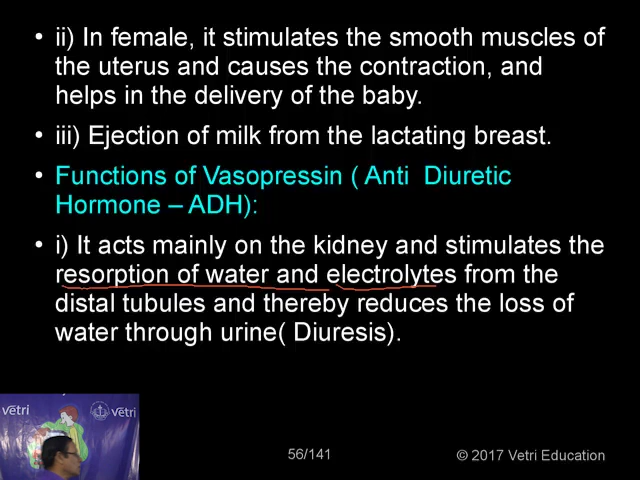 • ii) In female, it stimulates the smooth muscles of
the uterus and causes the contraction, and
helps in the delivery of the baby.
• iii) Ejection of milk from the lactating breast.
• Functions of Vasopressin ( Anti Diuretic
Hormone – ADH):
• i) It acts mainly on the kidney and stimulates the
resorption of water and electrolytes from the
distal tubules and thereby reduces the loss of
water through urine( Diuresis).
vetri
vetri
56/141
© 2017 Vetri Education